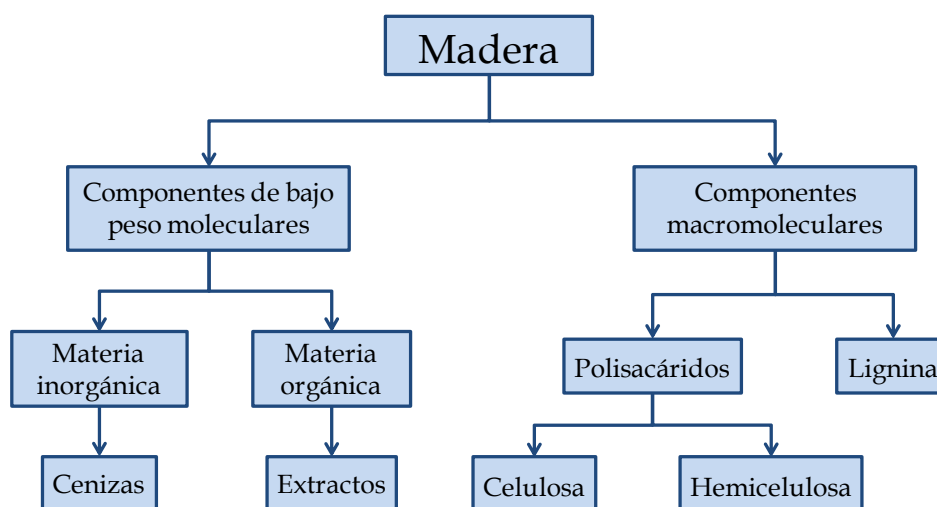 Madera
Componentes de bajo
peso moleculares
Componentes
macromoleculares
Materia
inorgánica
Materia
orgánica
Polisacáridos
Lignina
Cenizas
Extractos
Celulosa
Hemicelulosa